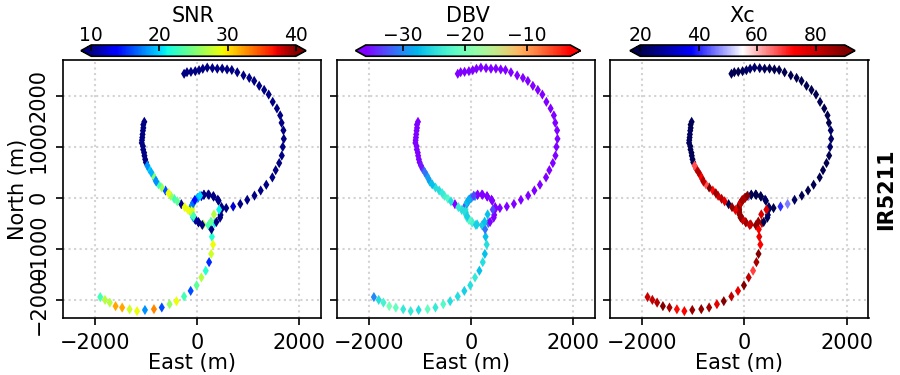 SNR DBV Xc
10 20 30 40 −30 −20 −10 20 40 60 80
2000
1000
0
−1000
−2000
North (m)
IR5211
−2000 0 2000 −2000 0 2000 −2000 0 2000
East (m) East (m) East (m)